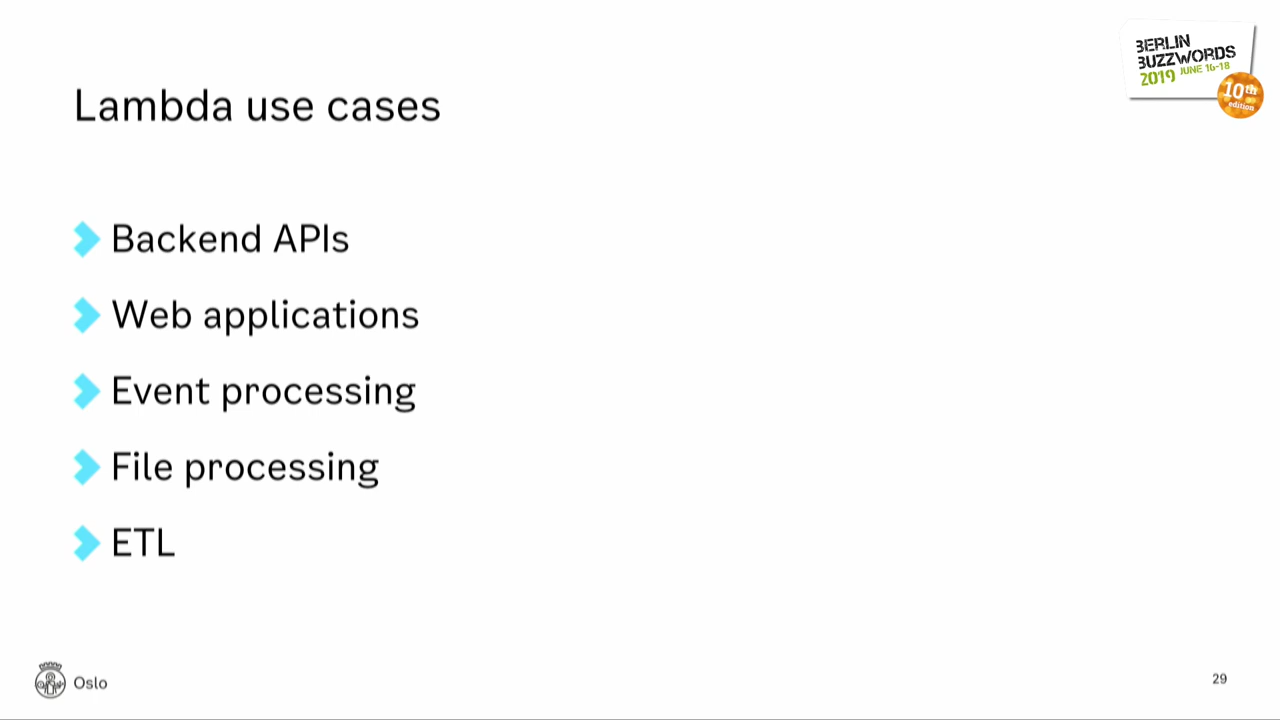 BERLIN
BUZZWORDS
2019 JUNE 16-18
10th
edition
Lambda use cases
Backend APIs
Web applications
Event processing
File processing
ETL
Oslo
29